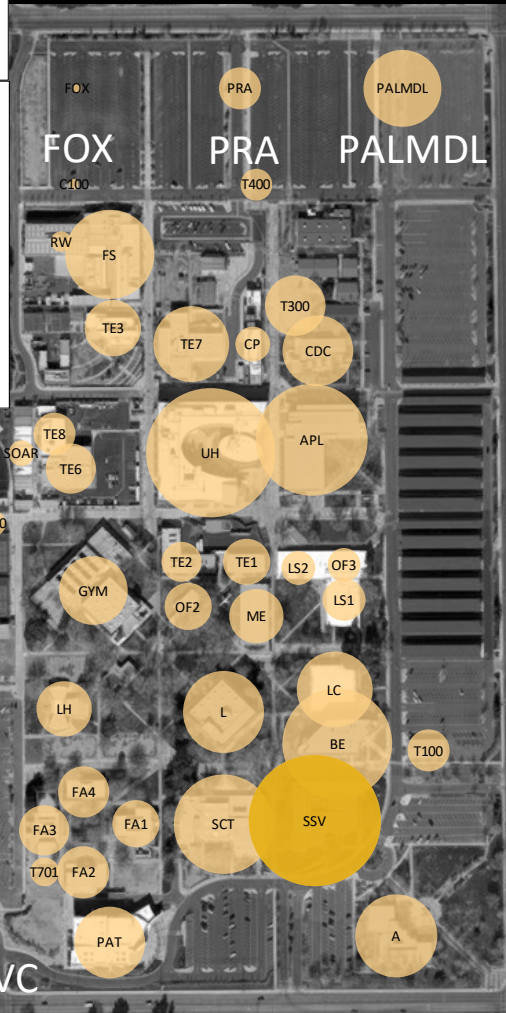 FOX
PRA
PALMDL
FOX PRA PALMDL
C100
T400
RW
FS
T300
TE3
TE7
CP
CDC
TE8
UH
APL
SOAR
TE6
0
TE2
TE1
LS2
OF3
GYM
OF2
LS1
ME
LC
LH
L
BE
T100
FA4
FA3
FA1
SCT
SSV
T701
FA2
PAT
A
VC